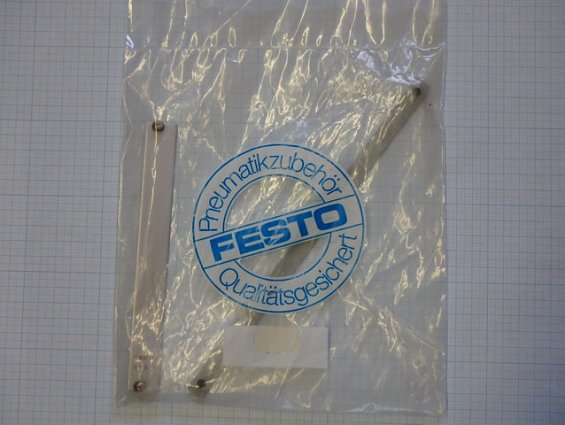 Pneumatikzubehör
FESTO
Qualitätsgesichert